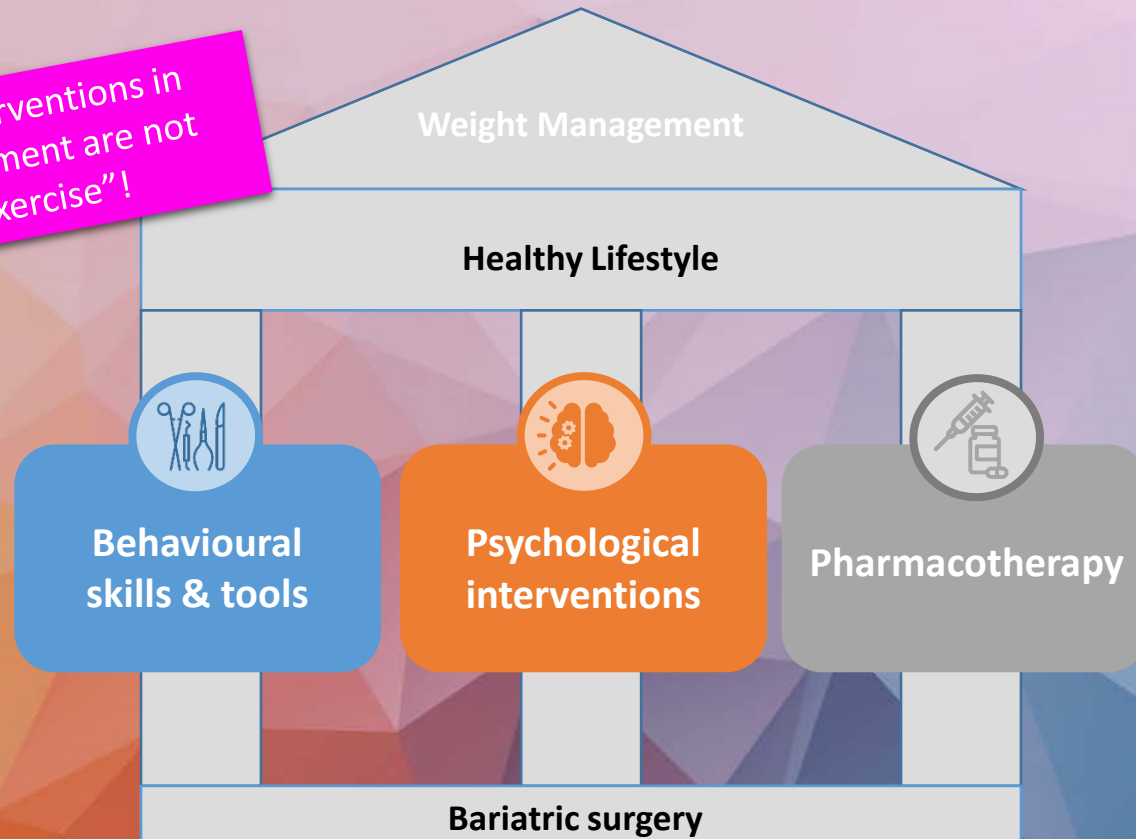 rventions in
ment are not
xercise”!
Weight Management
Healthy Lifestyle
Behavioural
skills & tools
Psychological
interventions
Pharmacotherapy
Bariatric surgery